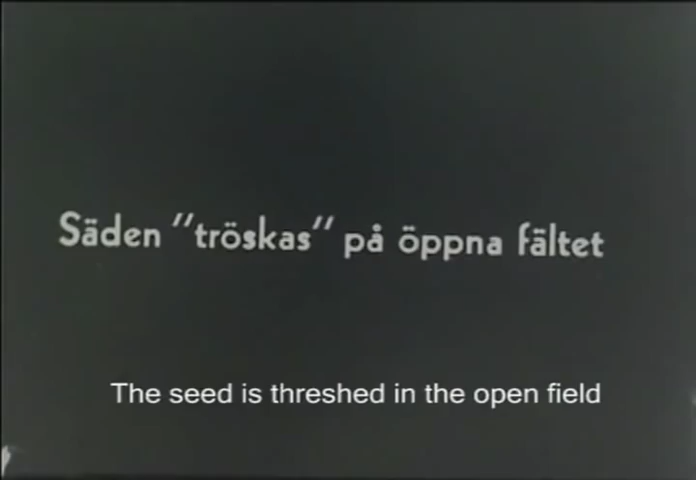 Säden "tröskas" på öppna fältet
The seed is threshed in the open field